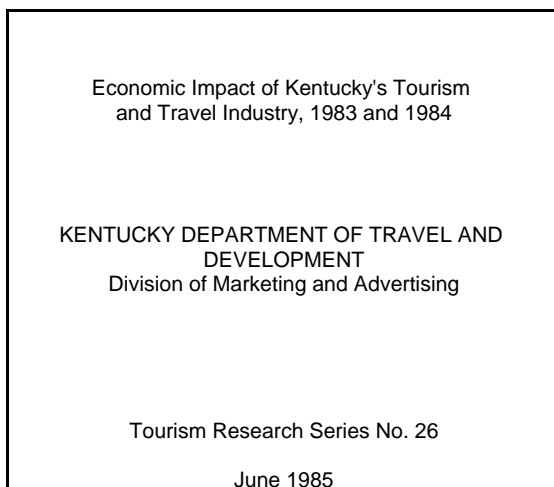 Economic Impact of Kentucky's Tourism
and Travel Industry, 1983 and 1984
KENTUCKY DEPARTMENT OF TRAVEL AND
DEVELOPMENT
Division of Marketing and Advertising
Tourism Research Series No. 26
June 1985